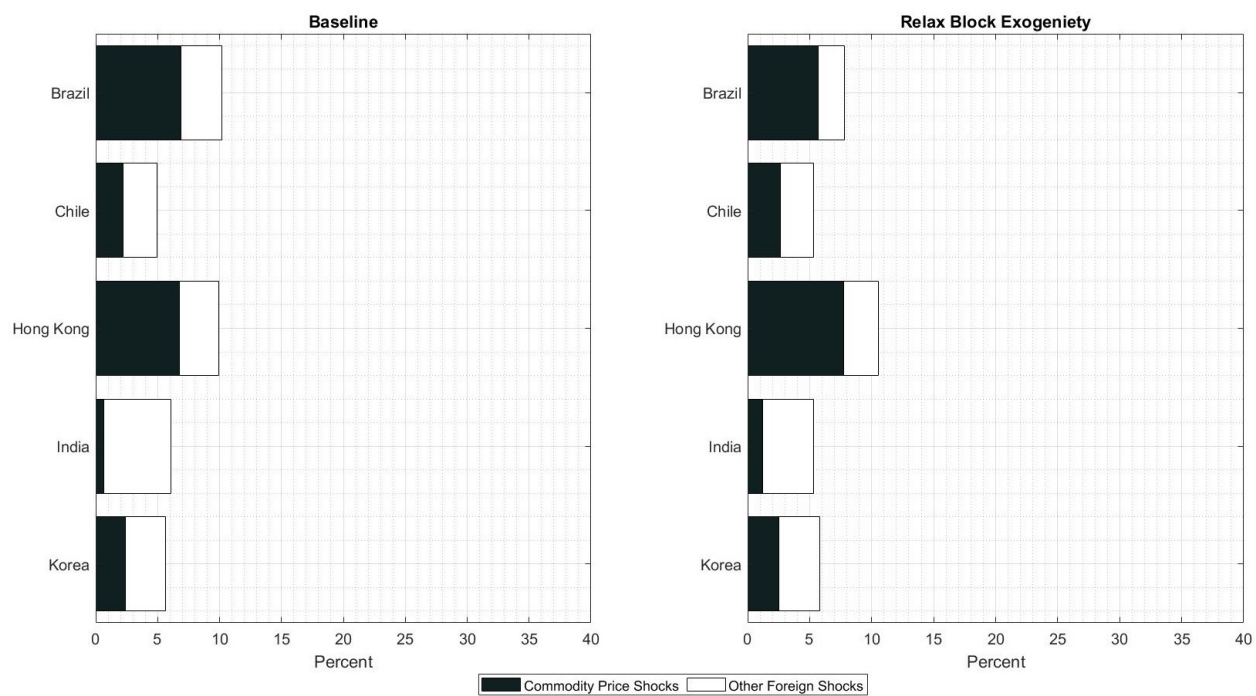 Baseline
Brazil
Chile
Hong Kong
India
Korea
0 5 10 15 20 25 30 35 40
Percent
Relax Block Exogeniety
Brazil
Chile
Hong Kong
India
Korea
0 5 10 15 20 25 30 35 40
Percent
Commodity Price Shocks Other Foreign Shocks